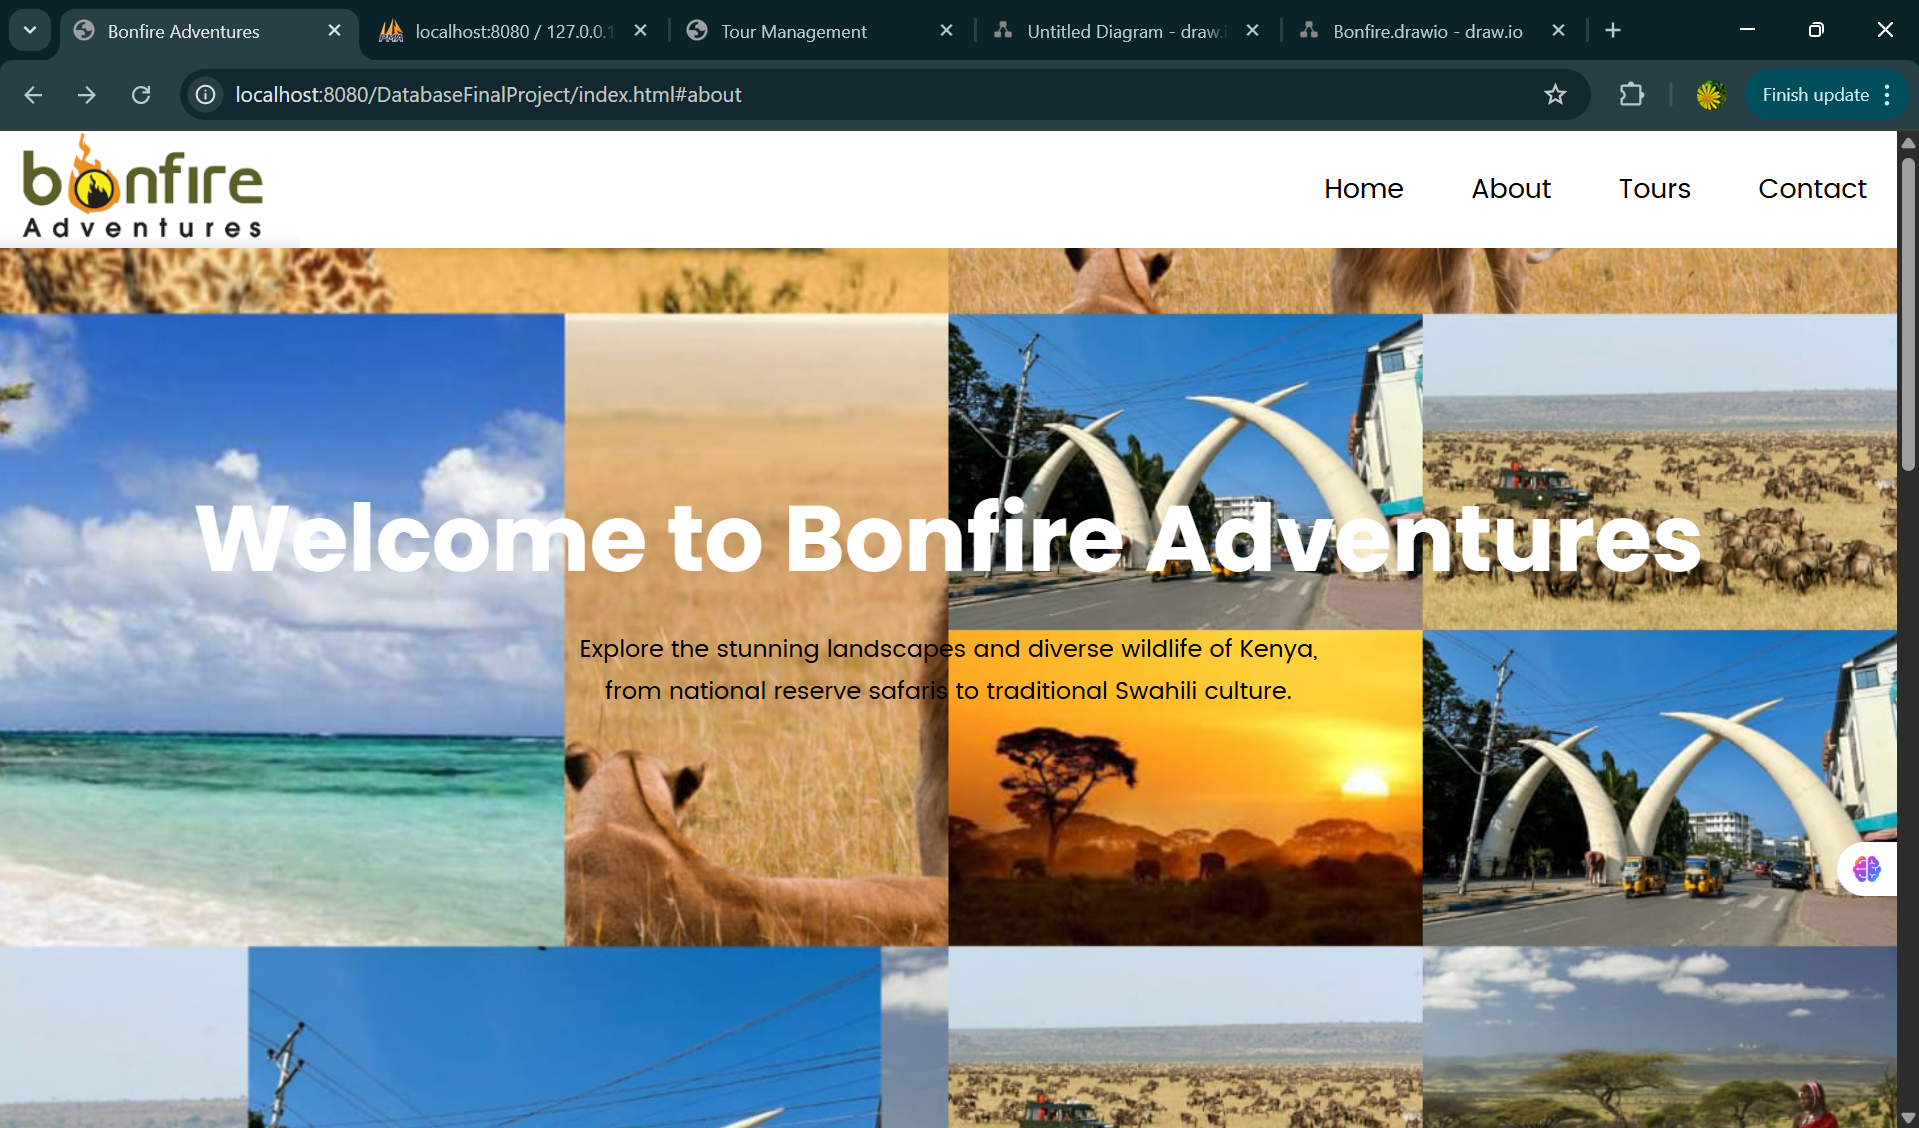 Bonfire Adventures
localhost:8080 / 127.0.0.1
Tour Management
Untitled Diagram - draw.i
Bonfire.drawio - draw.io
localhost:8080/DatabaseFinalProject/index.html#about
Finish update
bonfire
Adventures
Home
About
Tours
Contact
Welcome to Bonfire Adventures
Explore the stunning landscapes and diverse wildlife of Kenya,
from national reserve safaris to traditional Swahili culture.